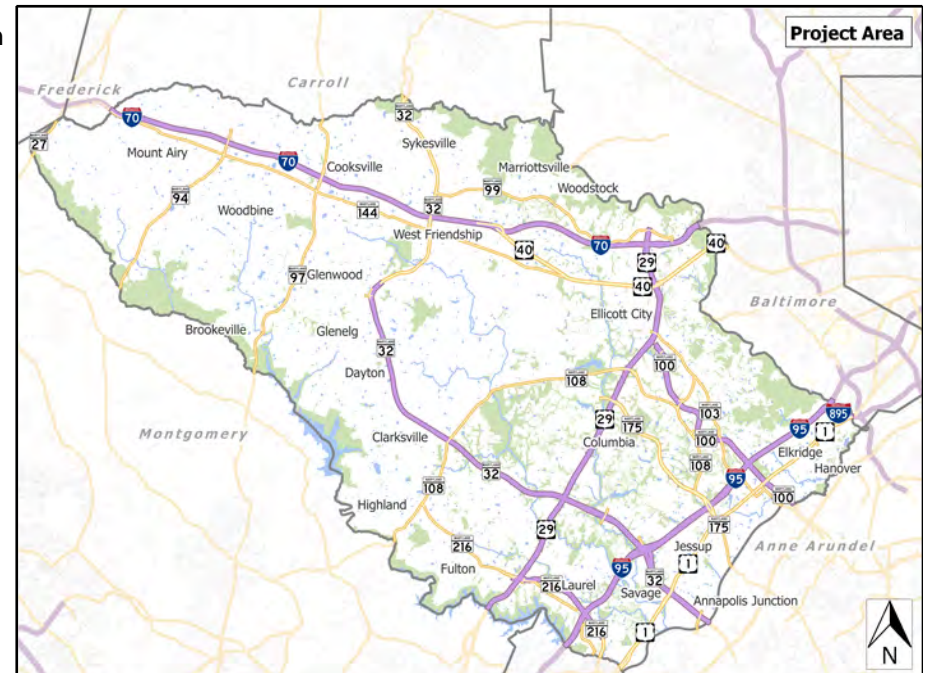 n
Project Area
Frederick
Carroll
Montgomery
Baltimore
Anne Arundel
Mount Airy
Cooksville
Sykesville
Marriottsville
Woodstock
Woodbine
West Friendship
Glenwood
Ellicott City
Brookeville
Glenelg
Dayton
Clarksville
Columbia
Elkridge
Hanover
Highland
Fulton
Laurel
Savage
Jessup
Annapolis Junction
70
27
94
70
144
97
32
32
99
40
70
29
40
40
32
108
100
29
175
103
100
108
95
895
1
95
100
175
32
108
216
29
216
95
32
1
216
1
N